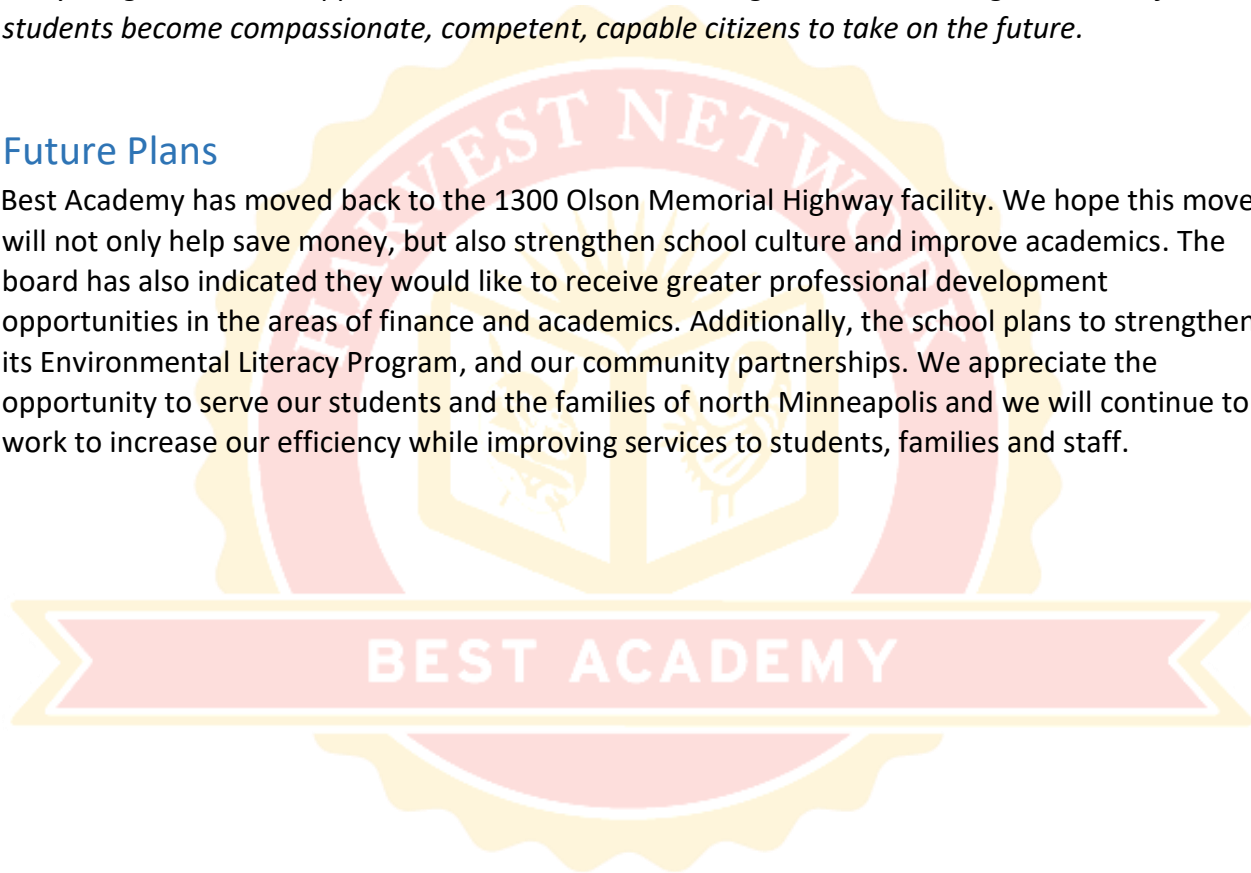 students become compassionate, competent, capable citizens to take on the future.
HARVEST NETWORK
Future Plans
Best Academy has moved back to the 1300 Olson Memorial Highway facility. We hope this move
will not only help save money, but also strengthen school culture and improve academics. The
board has also indicated they would like to receive greater professional development
opportunities in the areas of finance and academics. Additionally, the school plans to strengthen
its Environmental Literacy Program, and our community partnerships. We appreciate the
opportunity to serve our students and the families of north Minneapolis and we will continue to
work to increase our efficiency while improving services to students, families and staff.
BEST ACADEMY